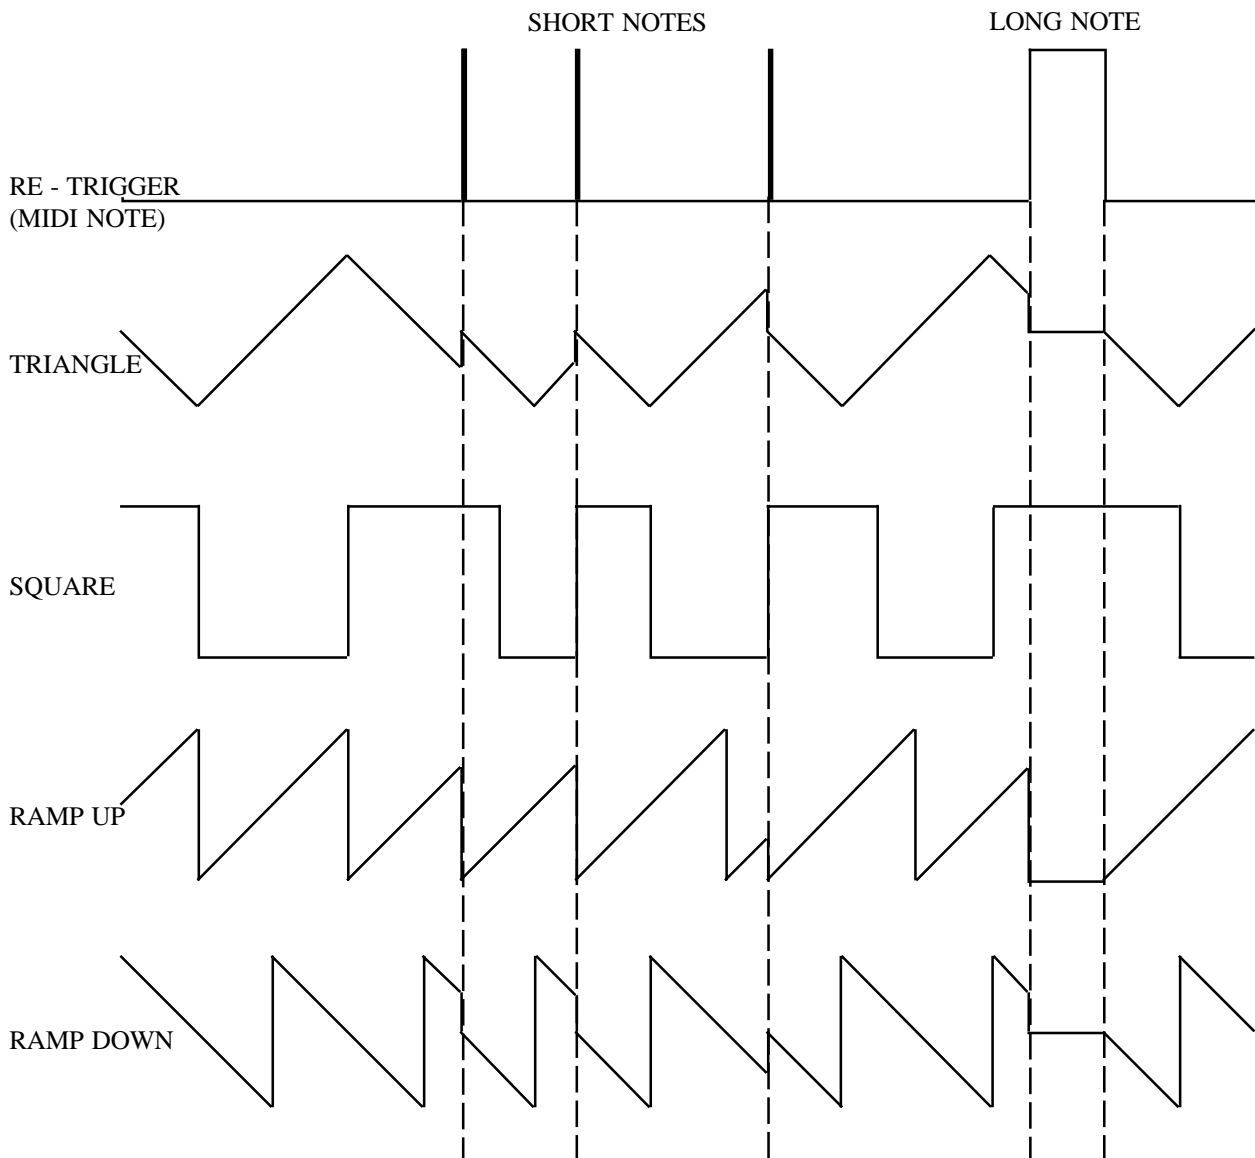 SHORT NOTES
LONG NOTE
RE - TRIGGER
(MIDI NOTE)
TRIANGLE
SQUARE
RAMP UP
RAMP DOWN